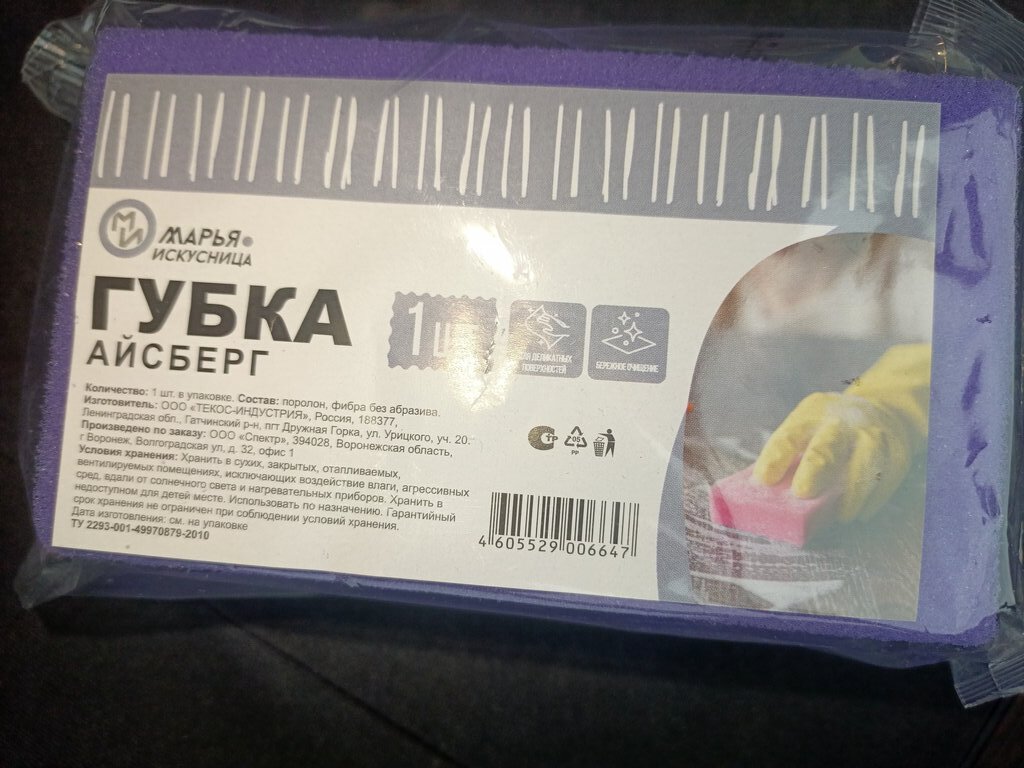 МИ
МАРЬЯ
ИСКУСНИЦА
ГУБКА
АЙСБЕРГ
1
ДЛЯ ДЕЛИКАТНЫХ
ПОВЕРХНОСТЕЙ
БЕРЕЖНОЕ ОЧИЩЕНИЕ
Количество: 1 шт. в упаковке. Состав: поролон, фибра без абразива.
Изготовитель: ООО «ТЕКОС-ИНДУСТРИЯ», Россия, 188377,
Ленинградская обл., Гатчинский р-н, пгт Дружная Горка, ул. Урицкого, уч. 20.
Произведено по заказу: ООО «Спектр», 394028, Воронежская область,
г Воронеж, Волгоградская ул, д. 32, офис 1
Условия хранения: Хранить в сухих, закрытых, отапливаемых,
вентилируемых помещениях, исключающих воздействие влаги, агрессивных
сред, вдали от солнечного света и нагревательных приборов. Хранить в
недоступном для детей месте. Использовать по назначению. Гарантийный
срок хранения не ограничен при соблюдении условий хранения.
Дата изготовления: см. на упаковке
ТУ 2293-001-49970879-2010
СТР
05
PP
4 605529 006647